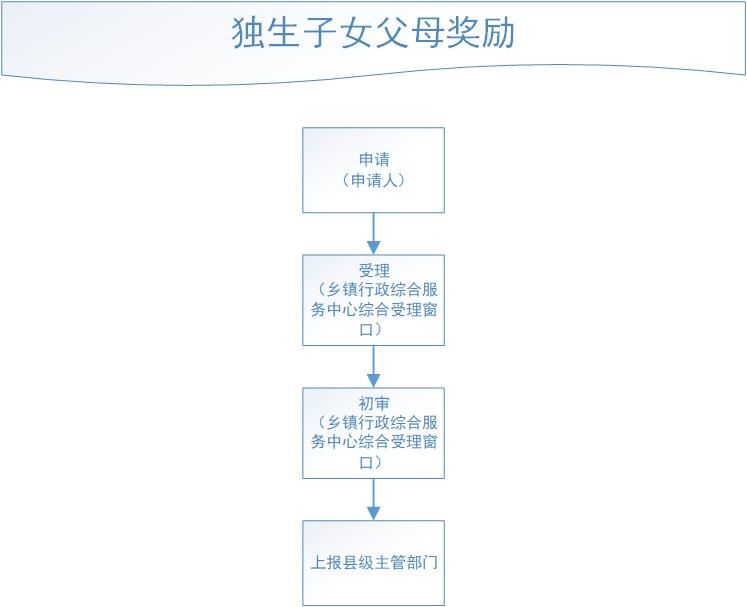 独生子女父母奖励
申请
（申请人）
受理
（乡镇行政综合服
务中心综合受理窗
口）
初审
（乡镇行政综合服
务中心综合受理窗
口）
上报县级主管部门